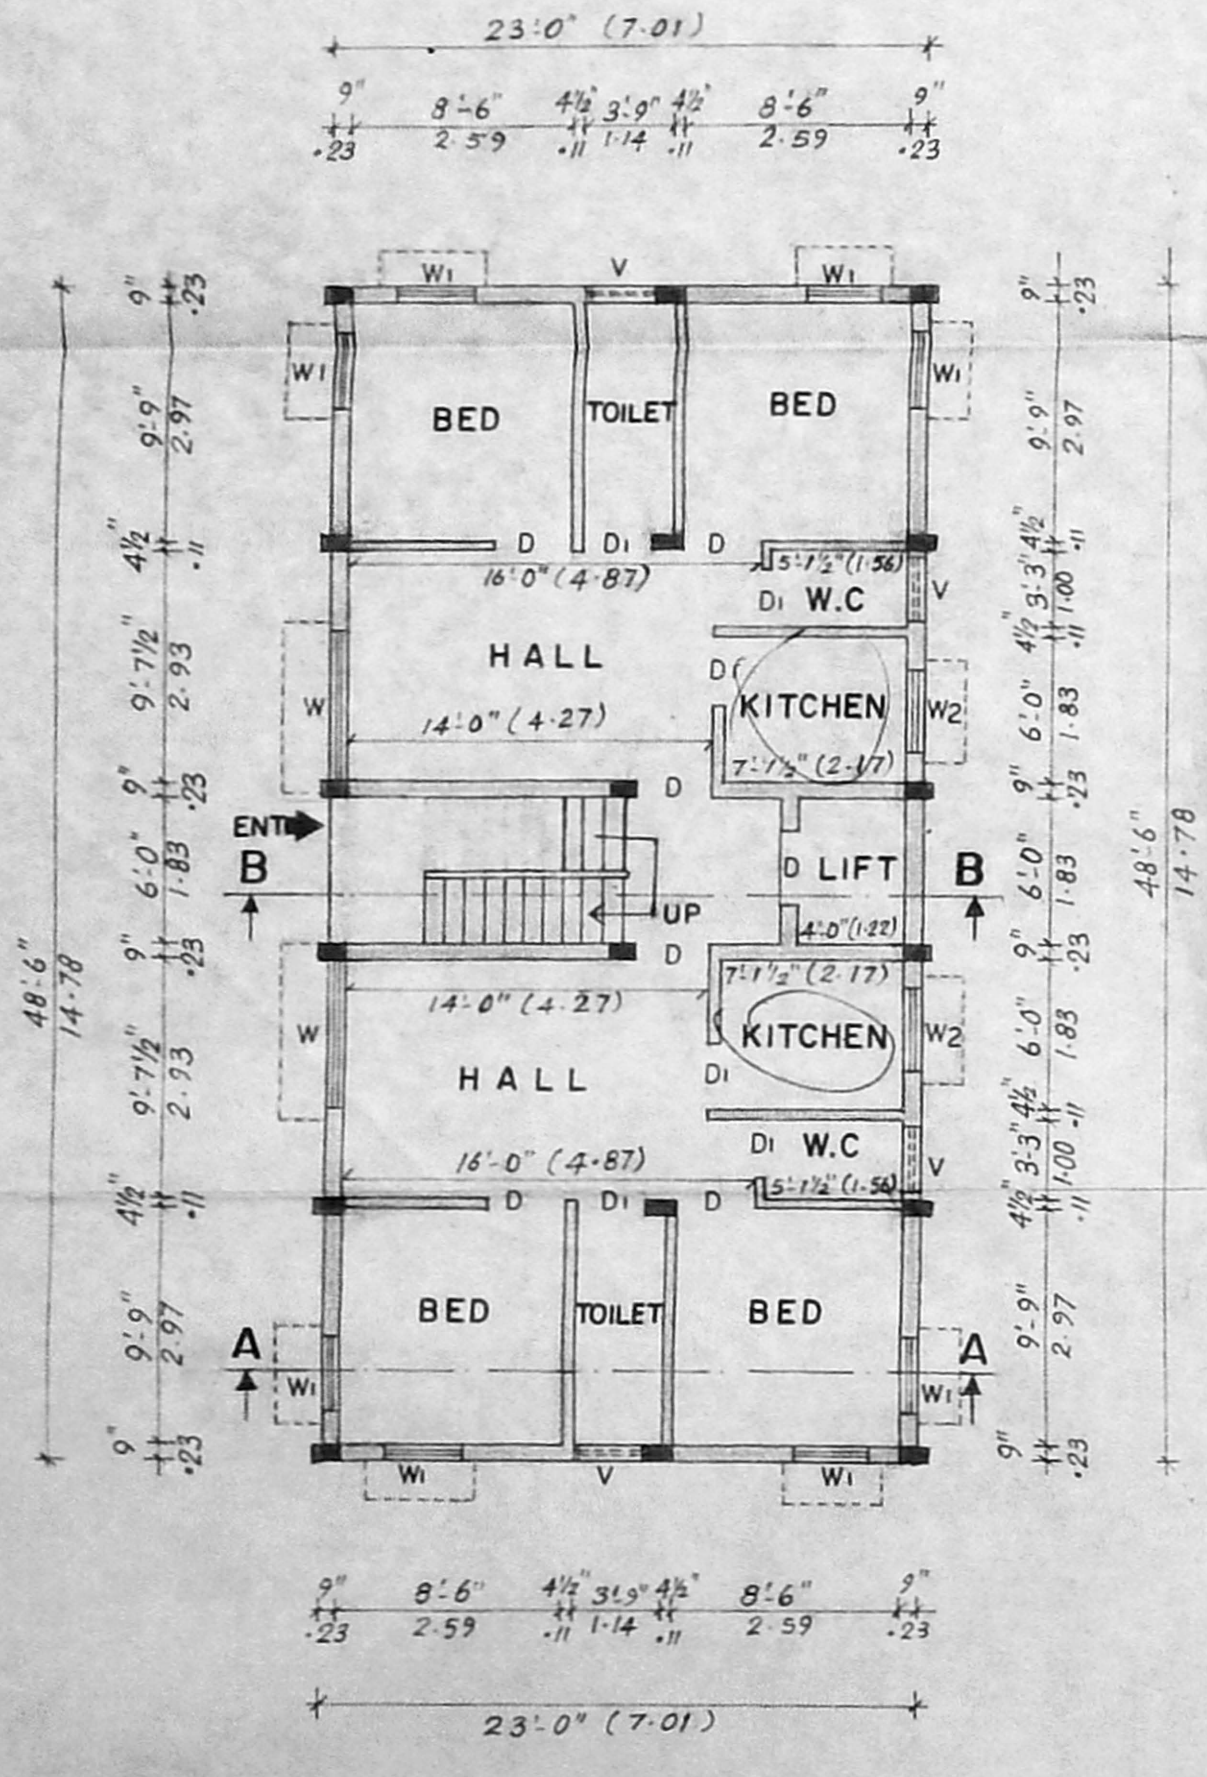 23'-0" (7.01)
9" 8'-6" 4½" 3'-9" 4½" 8'-6" 9"
.23 2.59 .11 1.14 .11 2.59 .23
W1 V W1
9" .23 9" .23
W1 W1
BED TOILET BED
9'-9" 2.97 9'-9" 2.97
4½" .11 D D1 D 4½" .11
16'-0" (4.87) 5'-1½" (1.56)
D1 W.C V 3'-3" 1.00
4½ .11
HALL
9'-7½" 2.93 D1
W KITCHEN W2 6'-0" 1.83
14'-0" (4.27)
7'-1½" (2.17)
9" .23 D 9" .23
ENT
B 6'-0" 1.83 D LIFT B 6'-0" 1.83
48'-6" 14.78
UP
4'-0" (1.22)
9" .23 D 9" .23
7'-1½" (2.17)
14'-0" (4.27)
48'-6" 14.78
W KITCHEN W2 6'-0" 1.83
9'-7½" 2.93 HALL D1
4½" .11
D1 W.C V 3'-3" 1.00
16'-0" (4.87) 5'-1½" (1.56)
4½" .11 D D1 D 4½" .11
BED TOILET BED
9'-9" 2.97 9'-9" 2.97
A A
W1 W1
9" .23 9" .23
W1 V W1
9" 8'-6" 4½" 3'-9" 4½" 8'-6" 9"
.23 2.59 .11 1.14 .11 2.59 .23
23'-0" (7.01)